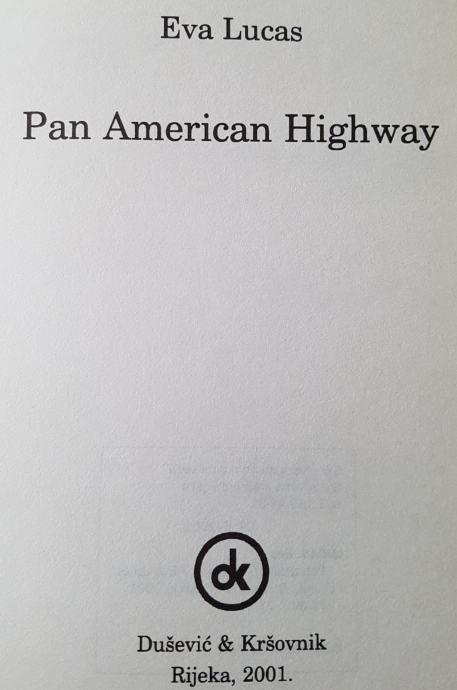 Eva Lucas
Pan American Highway
dk
Dušević & Kršovnik
Rijeka, 2001.